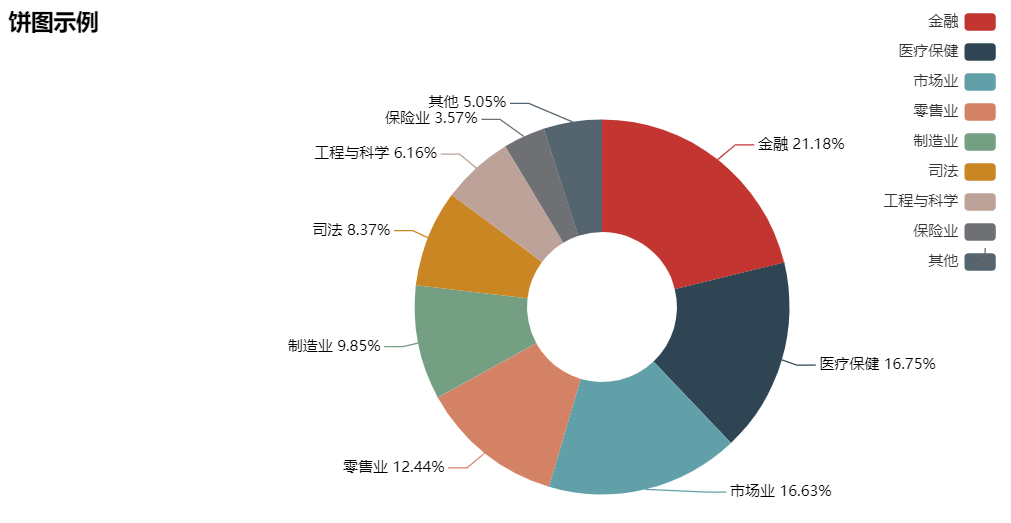 饼图示例
金融
医疗保健
市场业
零售业
制造业
司法
工程与科学
保险业
其他
其他 5.05%
保险业 3.57%
工程与科学 6.16%
司法 8.37%
制造业 9.85%
零售业 12.44%
金融 21.18%
医疗保健 16.75%
市场业 16.63%